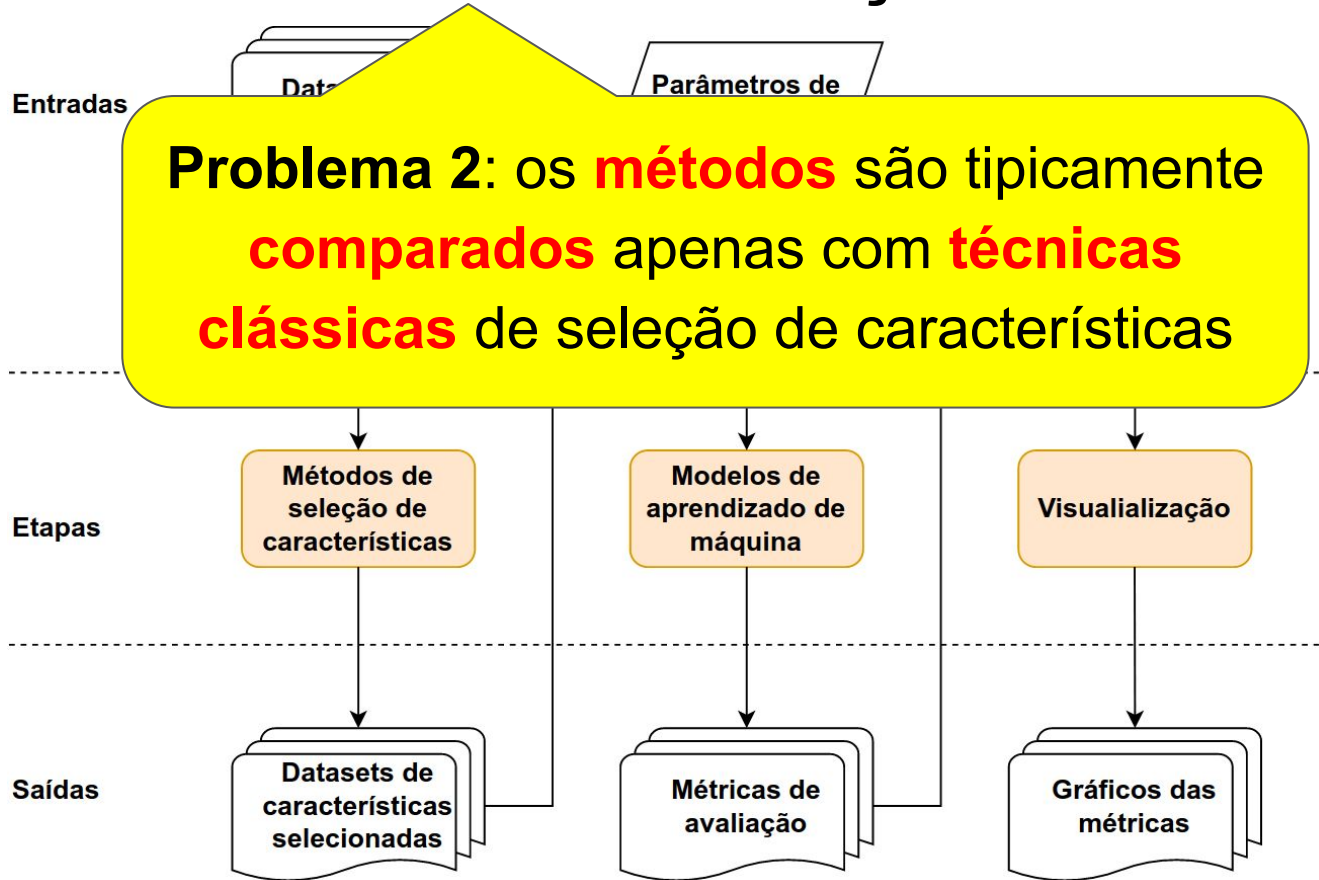 Entradas
Parâmetros de
Problema 2: os métodos são tipicamente
comparados apenas com técnicas
clássicas de seleção de características
Etapas
Métodos de
seleção de
características
Modelos de
aprendizado de
máquina
Visualialização
Saídas
Datasets de
características
selecionadas
Métricas de
avaliação
Gráficos das
métricas